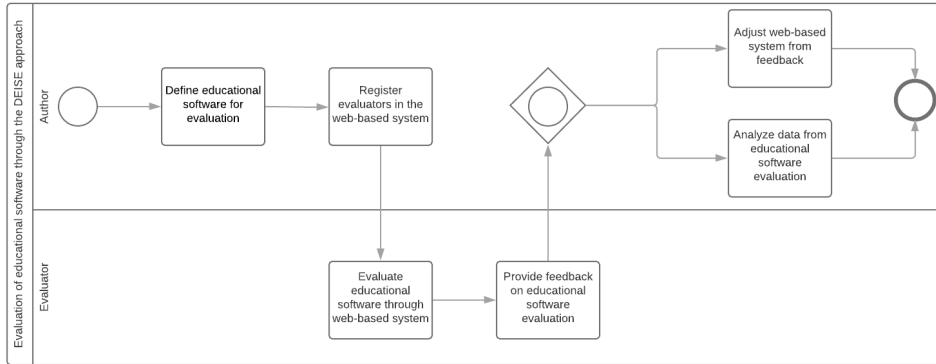 Evaluation of educational software through the DEISE approach
Author
Define educational
software for
evaluation
Register
evaluators in the
web-based system
Adjust web-based
system from
feedback
Analyze data from
educational
software
evaluation
Evaluator
Evaluate
educational
software through
web-based system
Provide feedback
on educational
software
evaluation